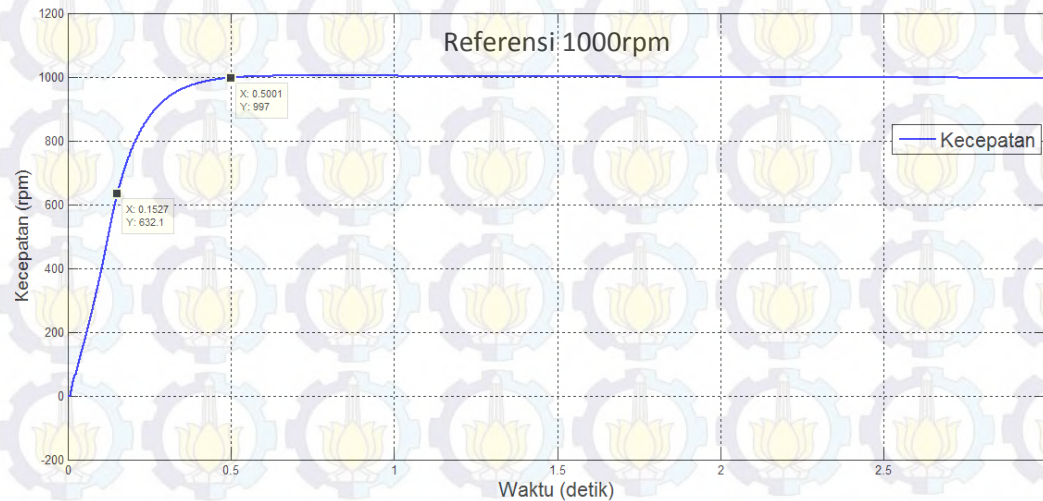 Referensi 1000rpm
1200
1000
800
600
400
200
0
-200
Kecepatan (rpm)
X: 0.5001
Y: 997
X: 0.1527
Y: 632.1
Kecepatan
0
0.5
1
1.5
2
2.5
Waktu (detik)